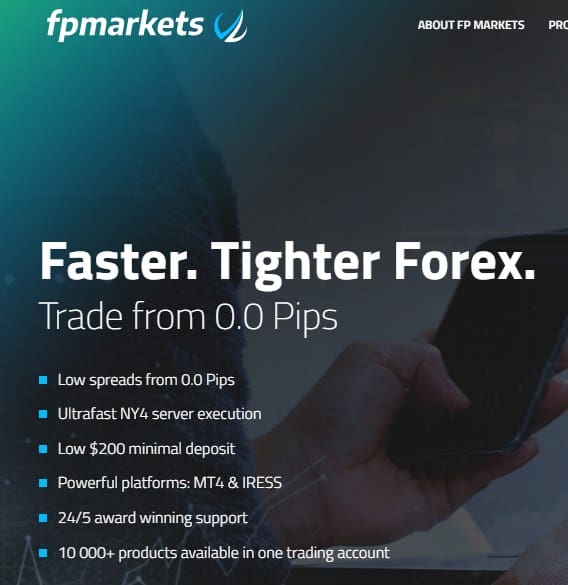 fpmarkets
ABOUT FP MARKETS
Faster. Tighter Forex.
Trade from 0.0 Pips
Low spreads from 0.0 Pips
Ultrafast NY4 server execution
Low $200 minimal deposit
Powerful platforms: MT4 & IRESS
24/5 award winning support
10 000+ products available in one trading account